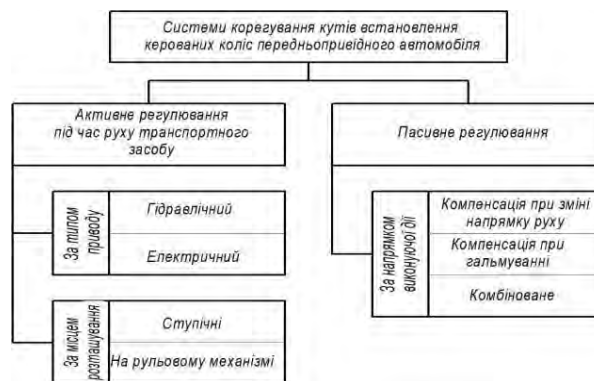 Системи корегування кутів встановлення
керованих коліс передньопривідного автомобіля
Активне регулювання
під час руху транспортного
засобу
Пасивне регулювання
За типом
приводу
Гідравлічний
Електричний
За місцем
розташування
Ступічні
На рульовому механізмі
За напрямком
виконуючої дії
Компенсація при зміні
напрямку руху
Компенсація при
гальмуванні
Комбіноване